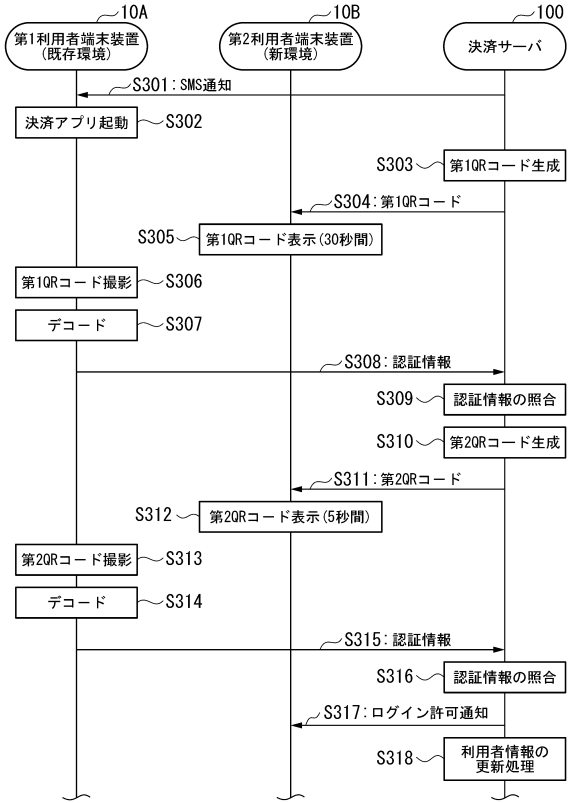 10A
10B
100
第1利用者端末装置
(既存環境)
第2利用者端末装置
(新環境)
決済サーバ
S301：SMS通知
決済アプリ起動
S302
S303
第1QRコード生成
S304：第1QRコード
S305
第1QRコード表示(30秒間)
第1QRコード撮影
S306
デコード
S307
S308：認証情報
S309
認証情報の照合
S310
第2QRコード生成
S311：第2QRコード
S312
第2QRコード表示(5秒間)
第2QRコード撮影
S313
デコード
S314
S315：認証情報
S316
認証情報の照合
S317：ログイン許可通知
S318
利用者情報の
更新処理